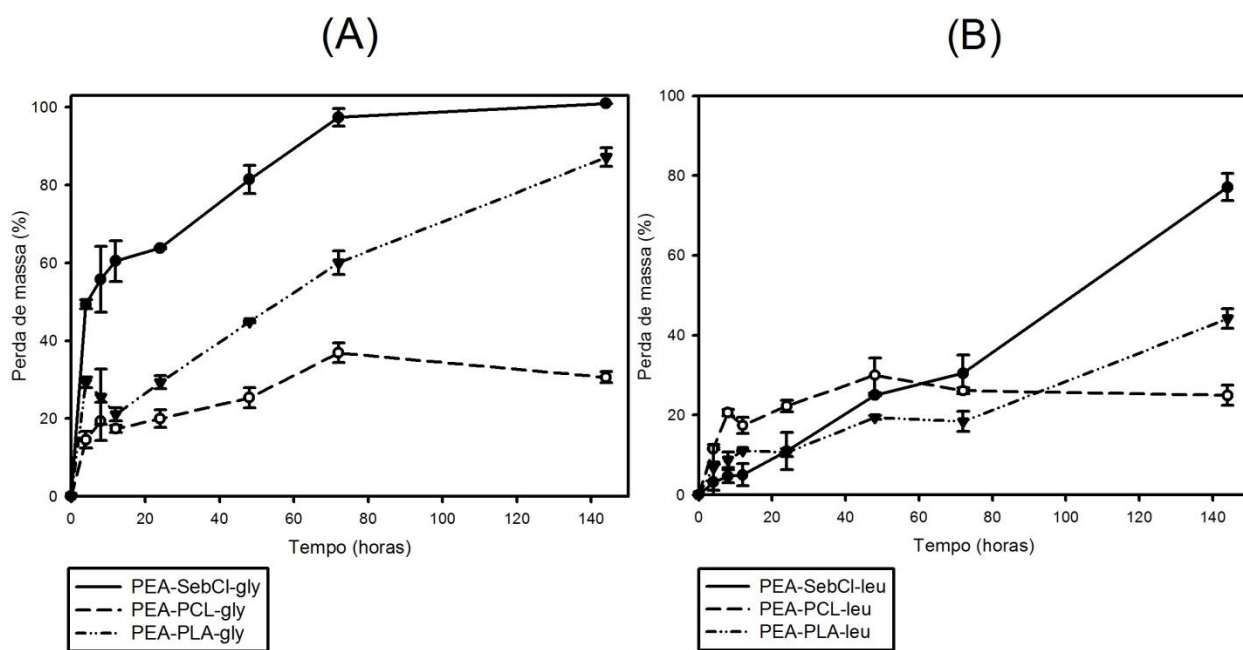 (A)
(B)
Perda de massa (%)
100
80
60
40
20
0
0 20 40 60 80 100 120 140
Tempo (horas)
PEA-SebCl-gly
PEA-PCL-gly
PEA-PLA-gly
Perda de massa (%)
100
80
60
40
20
0
0 20 40 60 80 100 120 140
Tempo (horas)
PEA-SebCl-leu
PEA-PCL-leu
PEA-PLA-leu